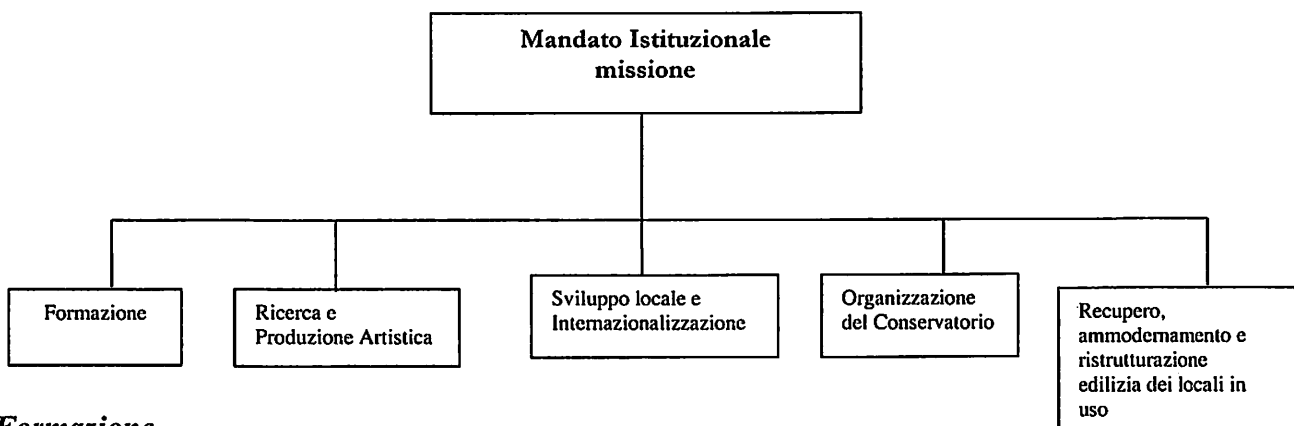 Mandato Istituzionale
missione
Formazione
Ricerca e
Produzione Artistica
Sviluppo locale e
Internazionalizzazione
Organizzazione
del Conservatorio
Recupero,
ammodernamento e
ristrutturazione
edilizia dei locali in
uso
Formazione